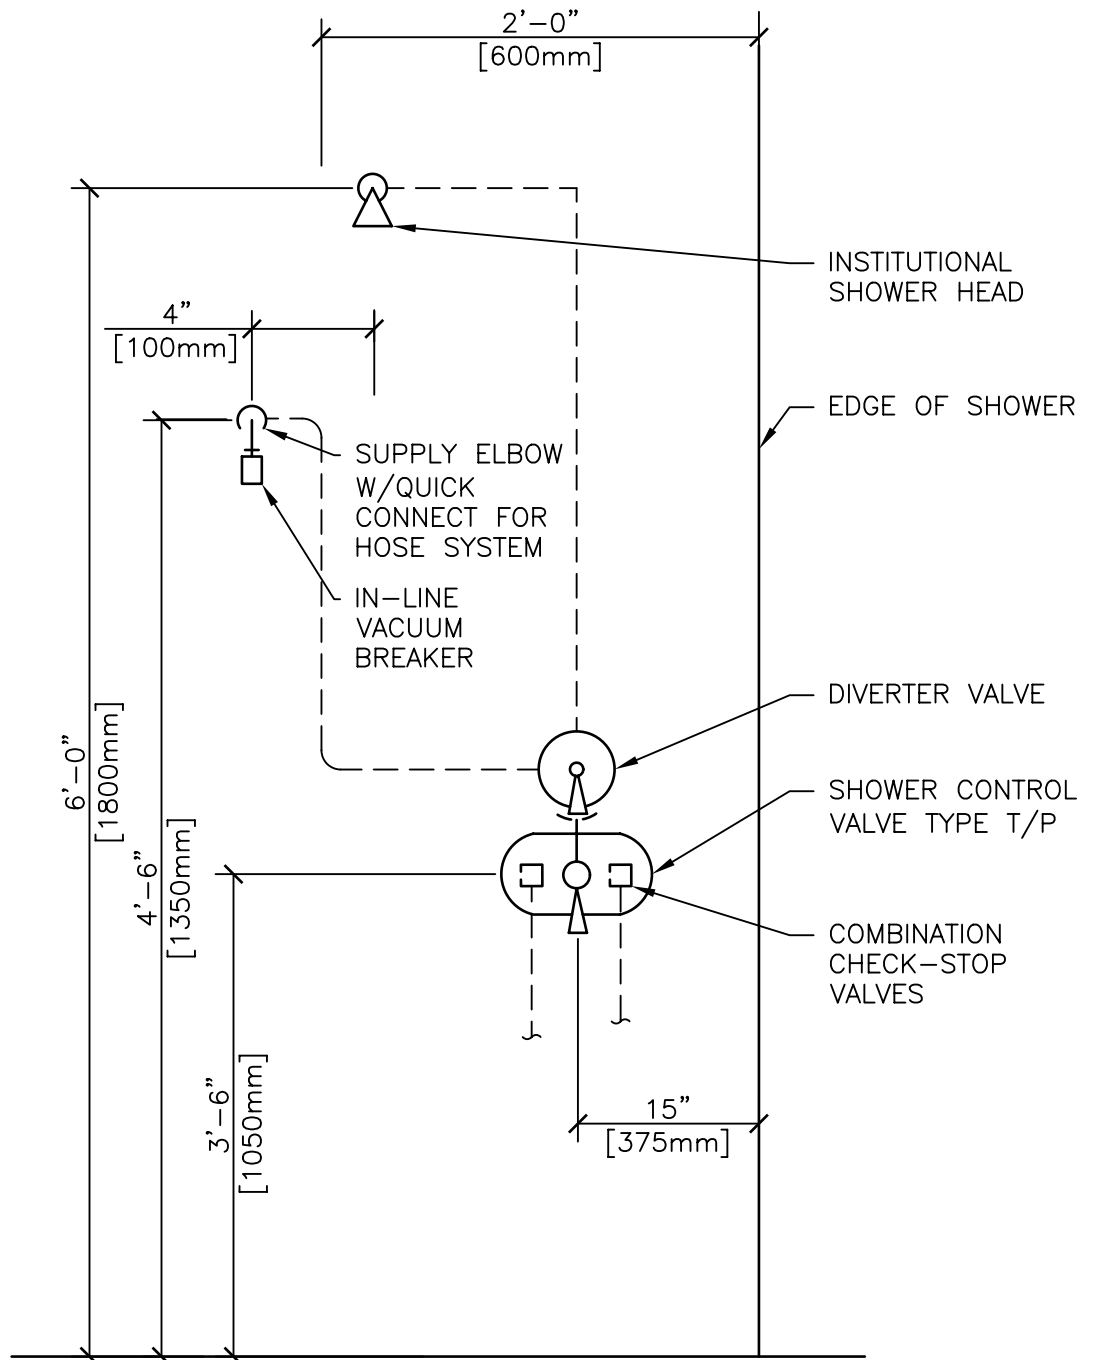 2’-0”
[600mm]
INSTITUTIONAL
SHOWER HEAD
4”
[100mm]
EDGE OF SHOWER
SUPPLY ELBOW
W/QUICK
CONNECT FOR
HOSE SYSTEM
IN-LINE
VACUUM
BREAKER
DIVERTER VALVE
6’-0”
[1800mm]
SHOWER CONTROL
VALVE TYPE T/P
4’-6”
[1350mm]
COMBINATION
CHECK-STOP
VALVES
3’-6”
[1050mm]
15”
[375mm]